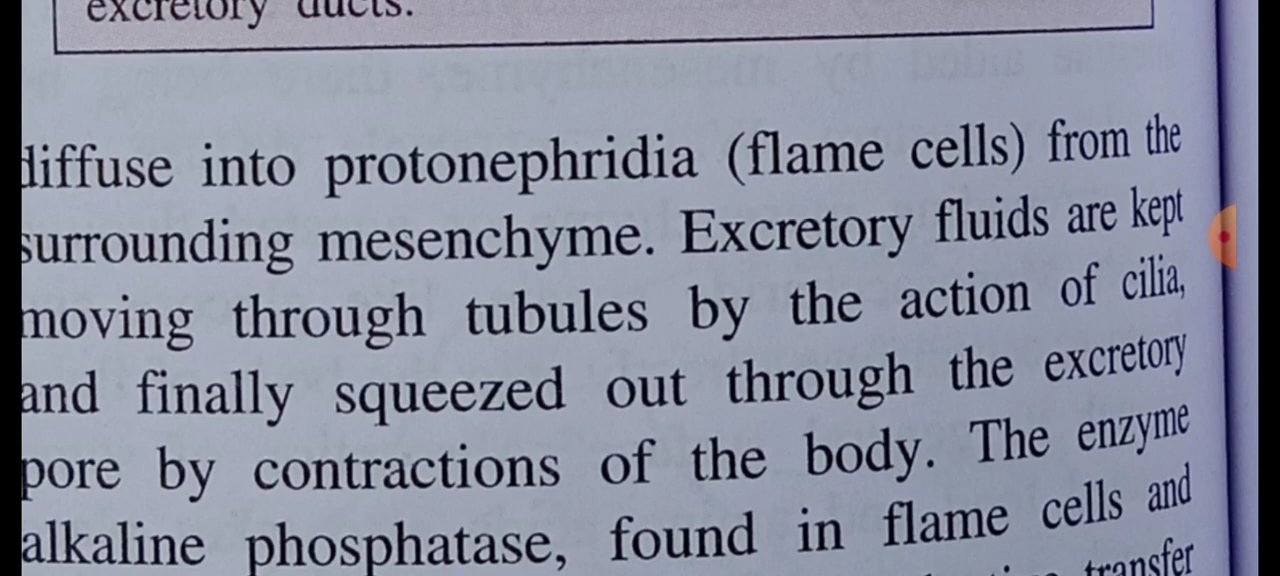 excretory ducts.
diffuse into protonephridia (flame cells) from the
surrounding mesenchyme. Excretory fluids are kept
moving through tubules by the action of cilia,
and finally squeezed out through the excretory
pore by contractions of the body. The enzyme
alkaline phosphatase, found in flame cells and
transfer